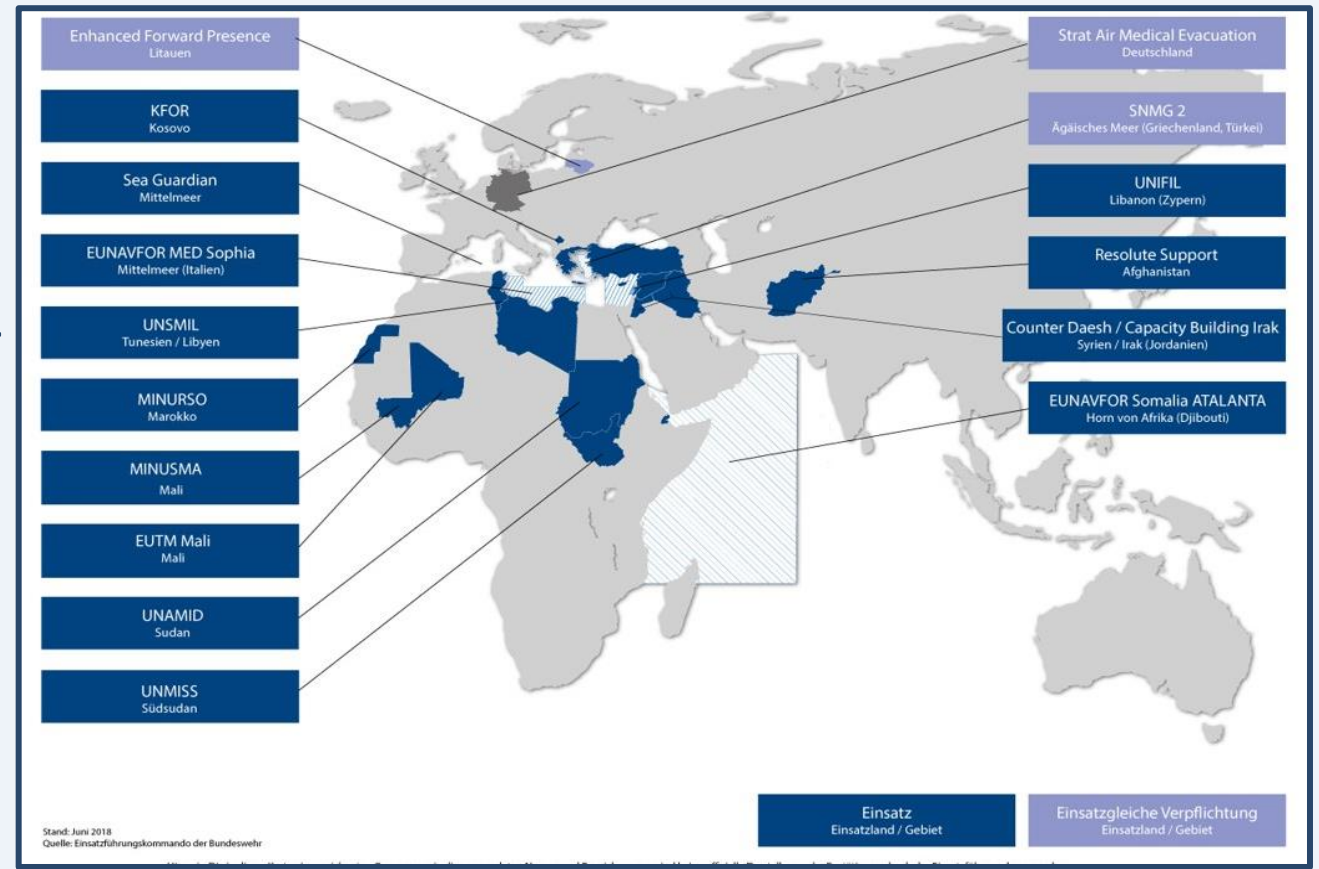 Enhanced Forward Presence
Litauen
KFOR
Kosovo
Sea Guardian
Mittelmeer
EUNAVFOR MED Sophia
Mittelmeer (Italien)
UNSMIL
Tunesien / Libyen
MINURSO
Marokko
MINUSMA
Mali
EUTM Mali
Mali
UNAMID
Sudan
UNMISS
Südsudan
Strat Air Medical Evacuation
Deutschland
SNMG 2
Ägäisches Meer (Griechenland, Türkei)
UNIFIL
Libanon (Zypern)
Resolute Support
Afghanistan
Counter Daesh / Capacity Building Irak
Syrien / Irak (Jordanien)
EUNAVFOR Somalia ATALANTA
Horn von Afrika (Djibouti)
Einsatz
Einsatzland / Gebiet
Einsatzgleiche Verpflichtung
Einsatzland / Gebiet
Stand: Juni 2018
Quelle: Einsatzführungskommando der Bundeswehr